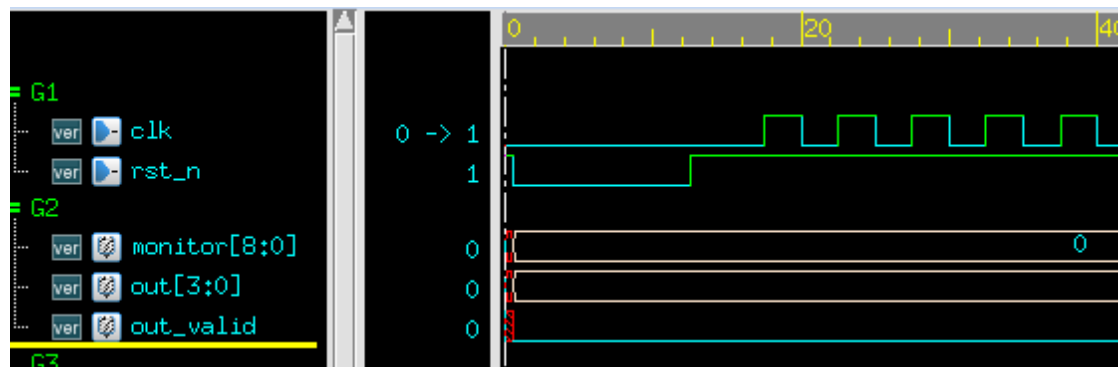 0 20 40
G1
ver clk 0 -> 1
ver rst_n 1
G2
ver monitor[8:0] 0 0
ver out[3:0] 0
ver out_valid 0
G3